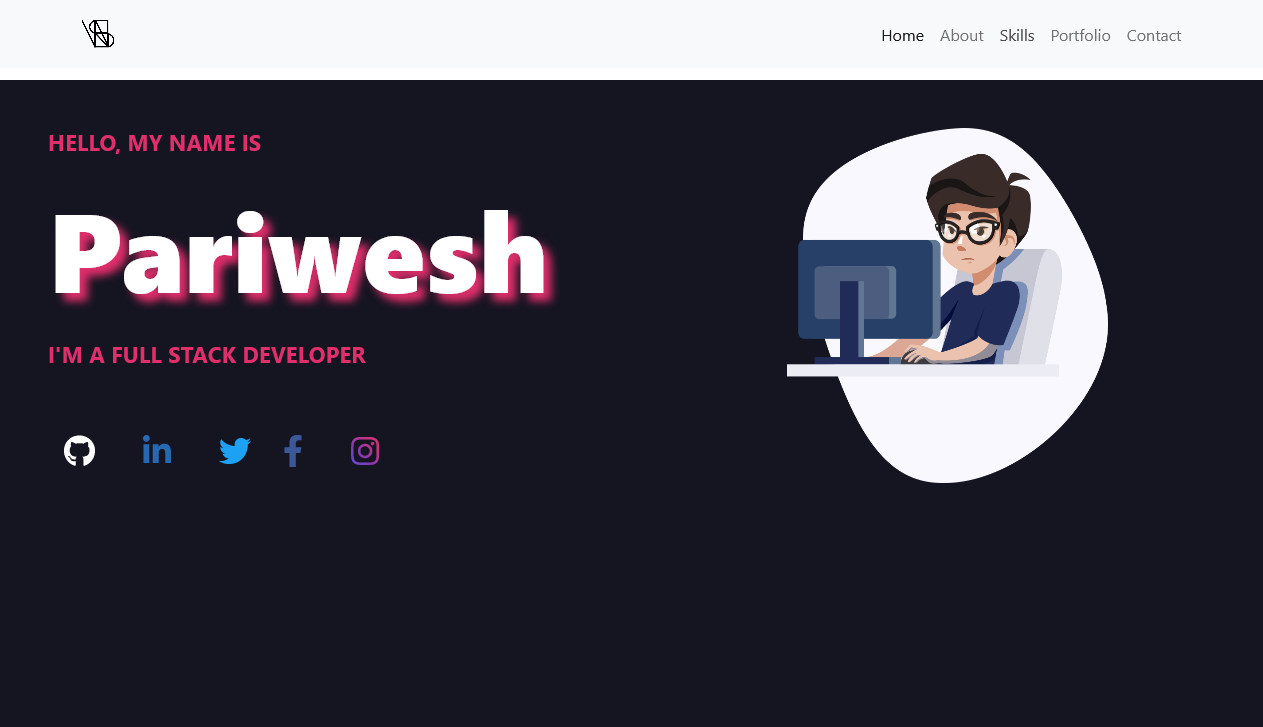 Home About Skills Portfolio Contact
HELLO, MY NAME IS
Pariwesh
I'M A FULL STACK DEVELOPER